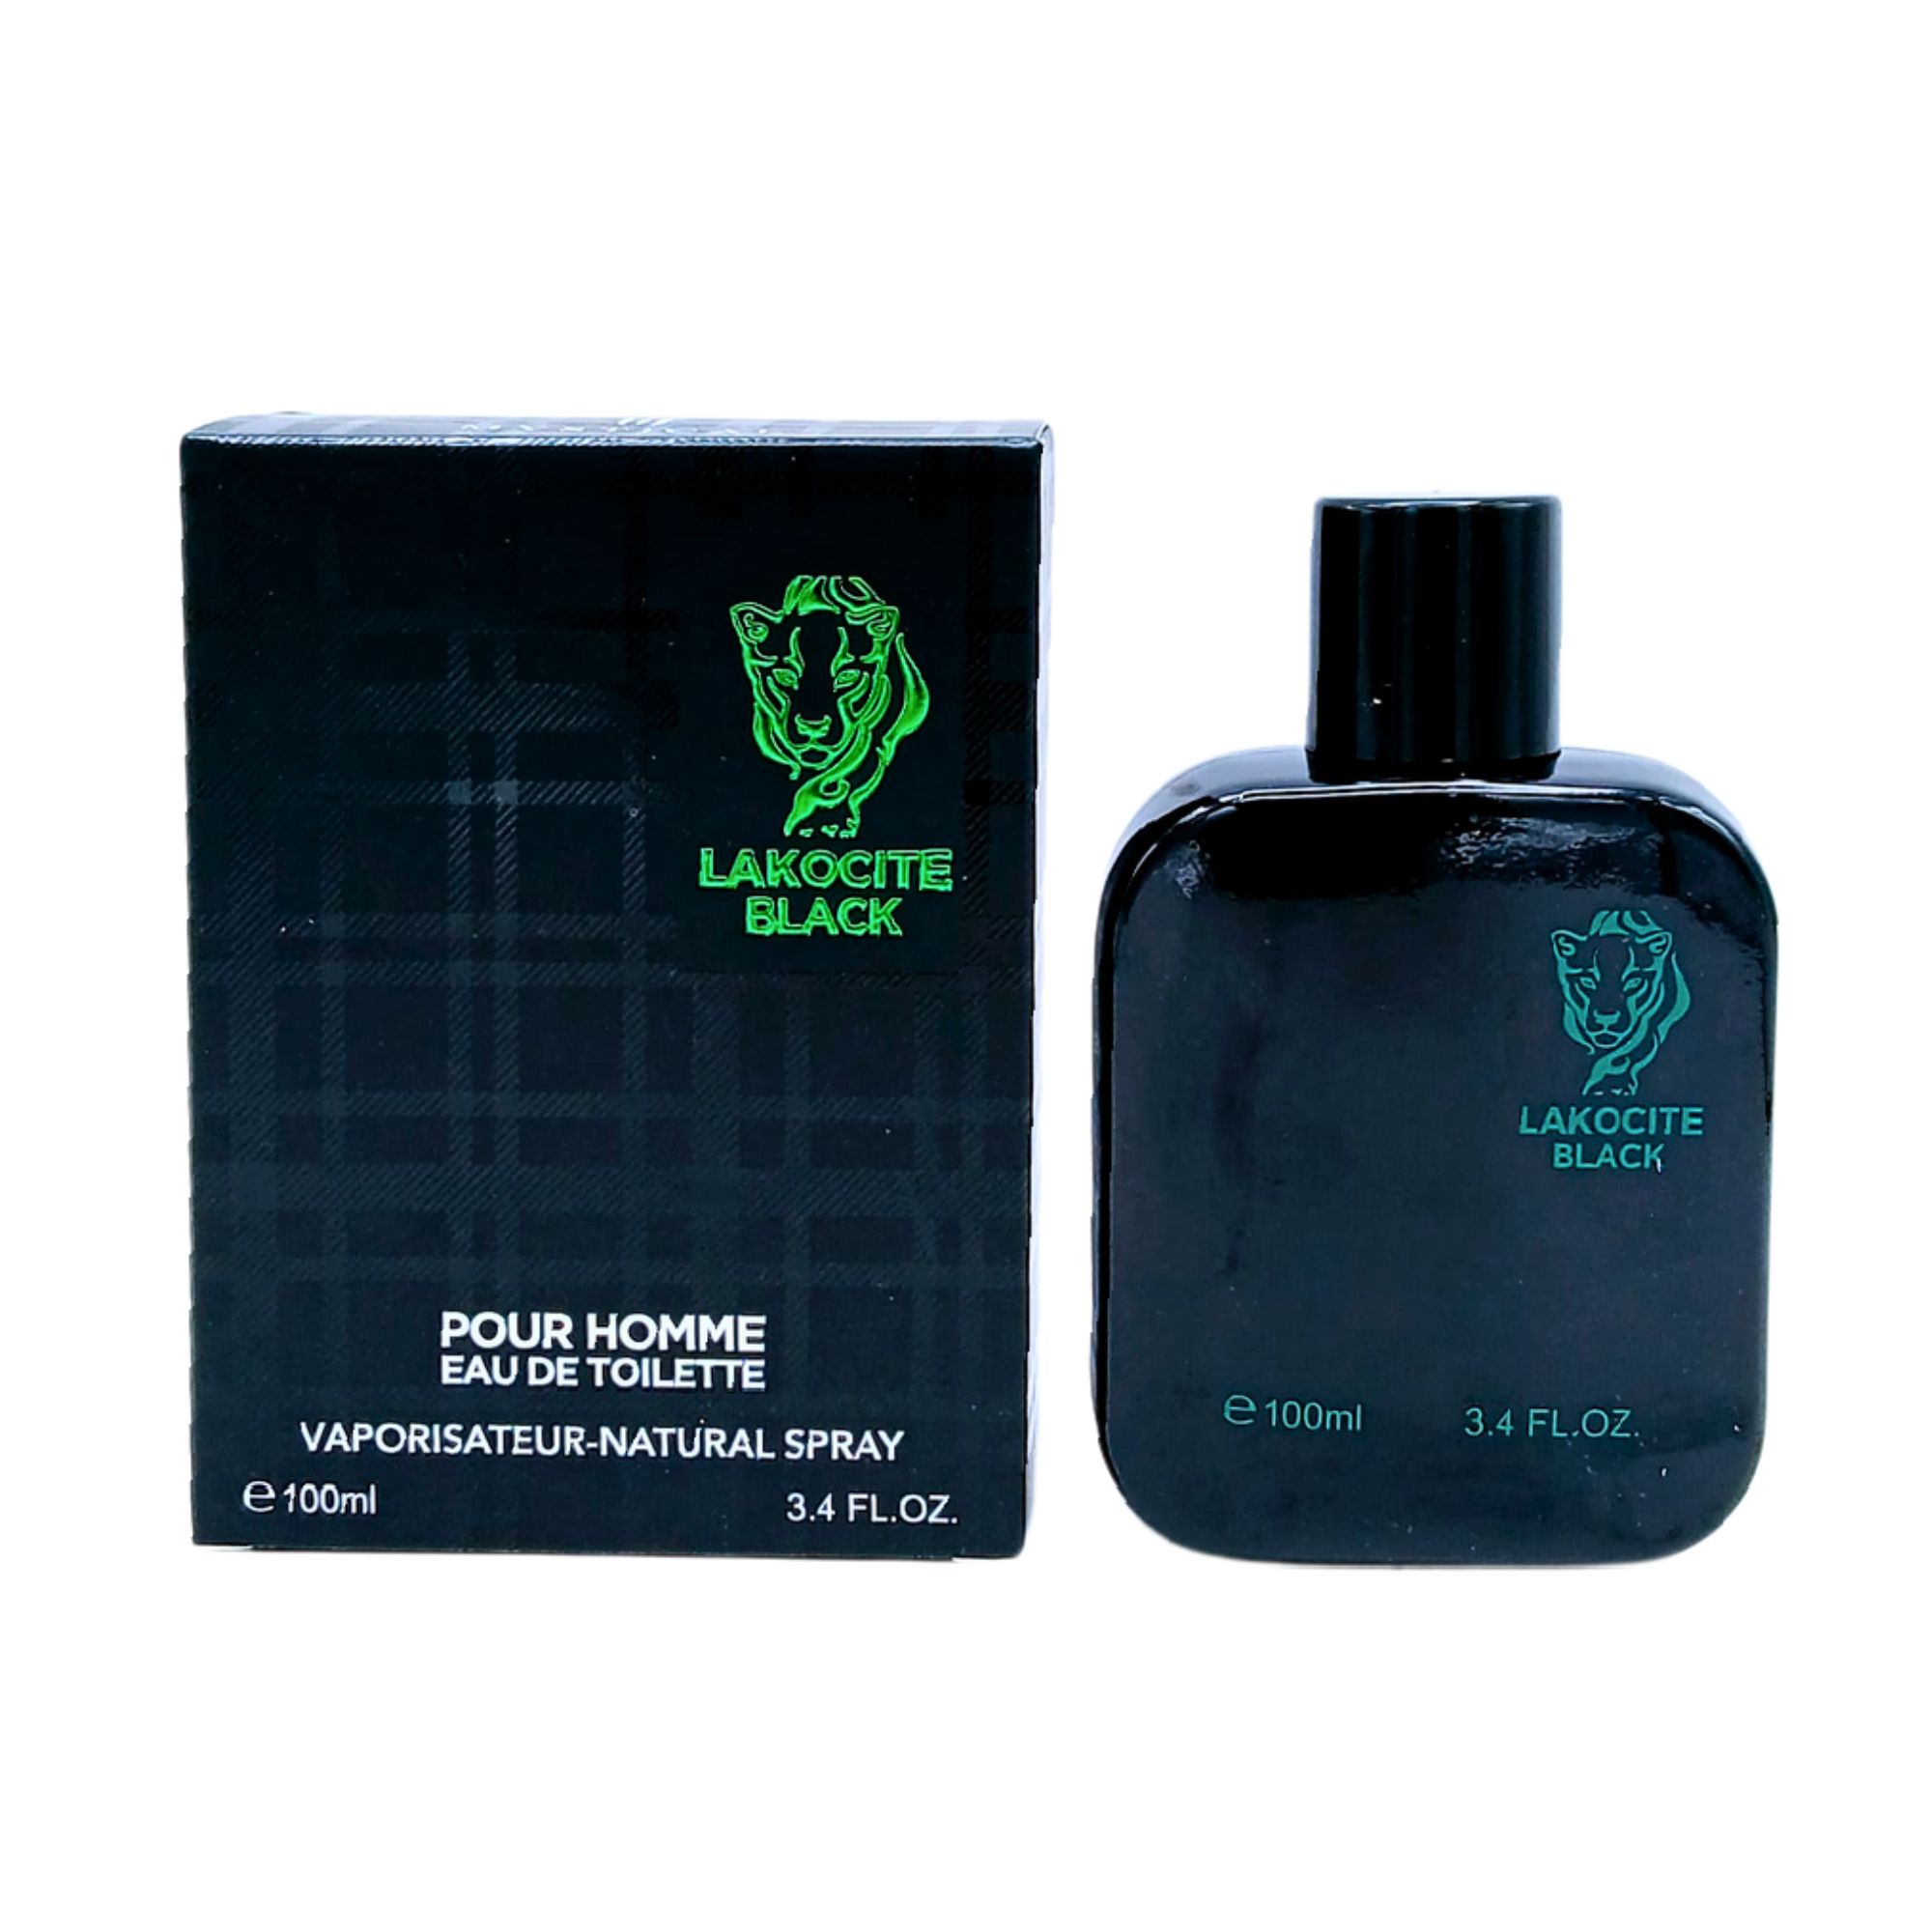 LAKOCITE
BLACK
POUR HOMME
EAU DE TOILETTE
VAPORISATEUR-NATURAL SPRAY
℮100ml
3.4 FL.OZ.
LAKOCITE
BLACK
℮100ml
3.4 FL.OZ.